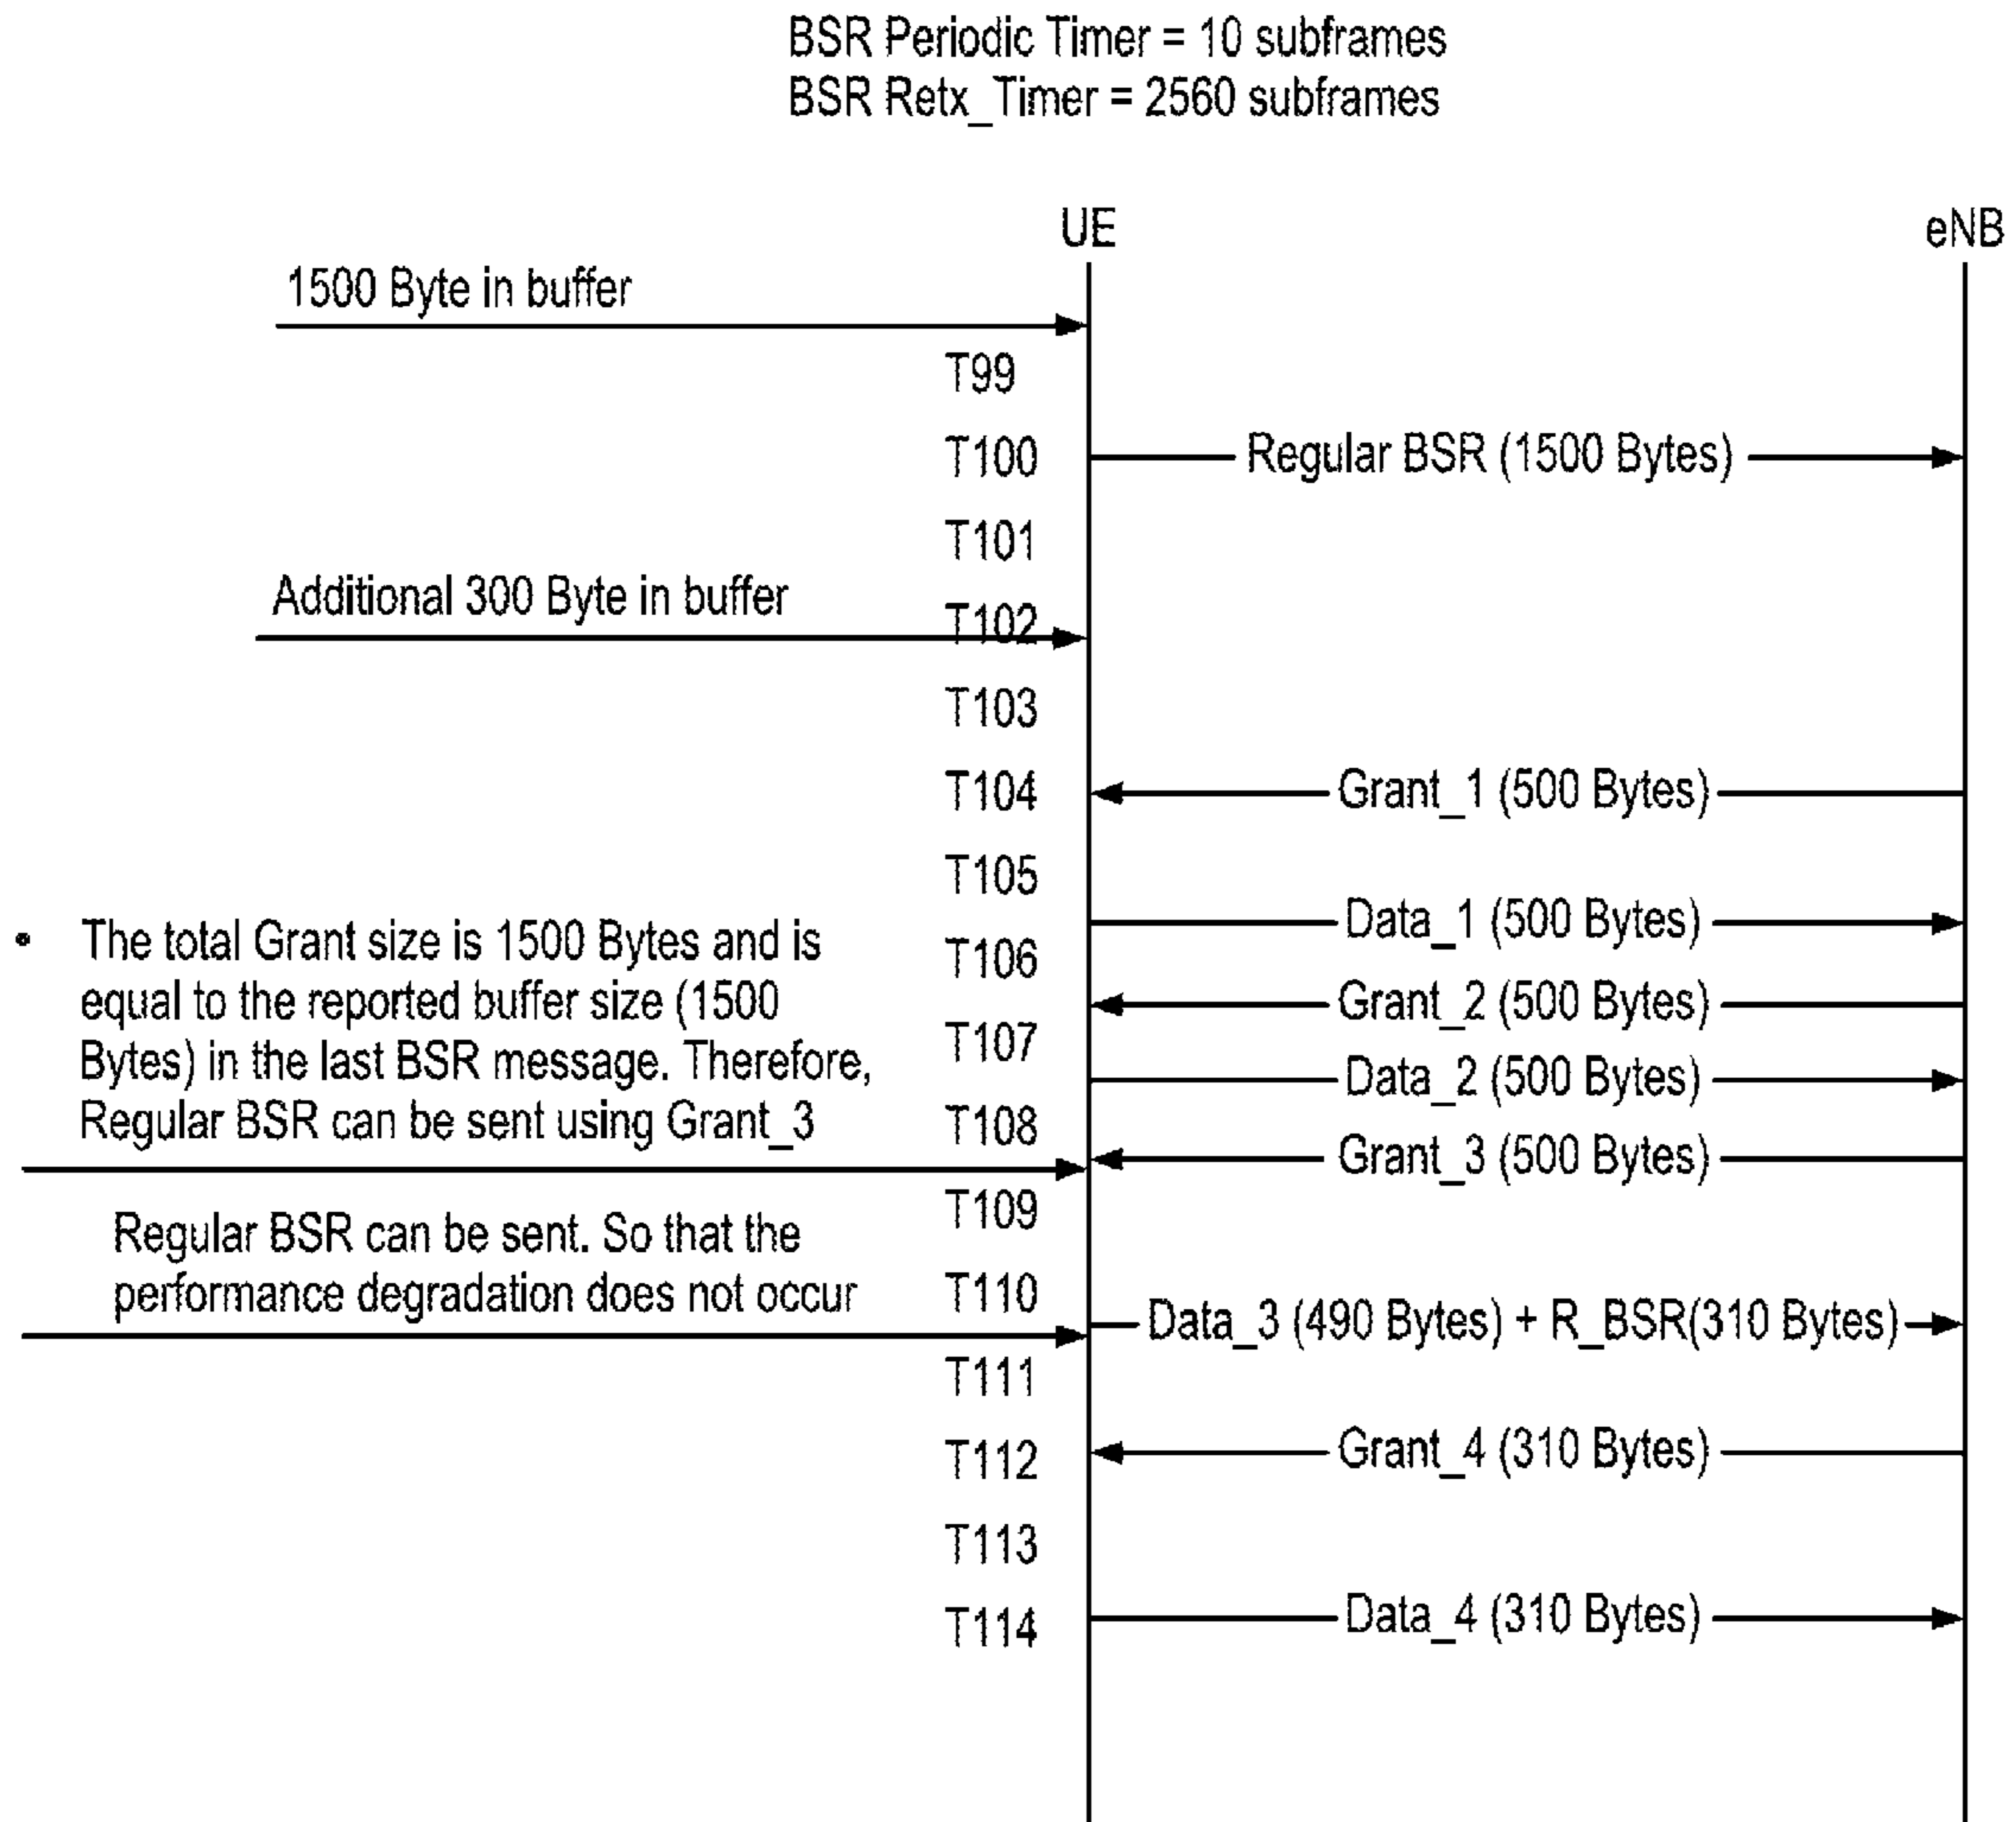 BSR Periodic Timer = 10 subframes
BSR Retx_Timer = 2560 subframes
UE
eNB
1500 Byte in buffer
T99
T100
Regular BSR (1500 Bytes)
T101
Additional 300 Byte in buffer
T102
T103
T104
Grant_1 (500 Bytes)
T105
Data_1 (500 Bytes)
• The total Grant size is 1500 Bytes and is
equal to the reported buffer size (1500
Bytes) in the last BSR message. Therefore,
Regular BSR can be sent using Grant_3
T106
Grant_2 (500 Bytes)
T107
Data_2 (500 Bytes)
T108
Grant_3 (500 Bytes)
T109
Regular BSR can be sent. So that the
performance degradation does not occur
T110
Data_3 (490 Bytes) + R_BSR(310 Bytes)
T111
T112
Grant_4 (310 Bytes)
T113
T114
Data_4 (310 Bytes)